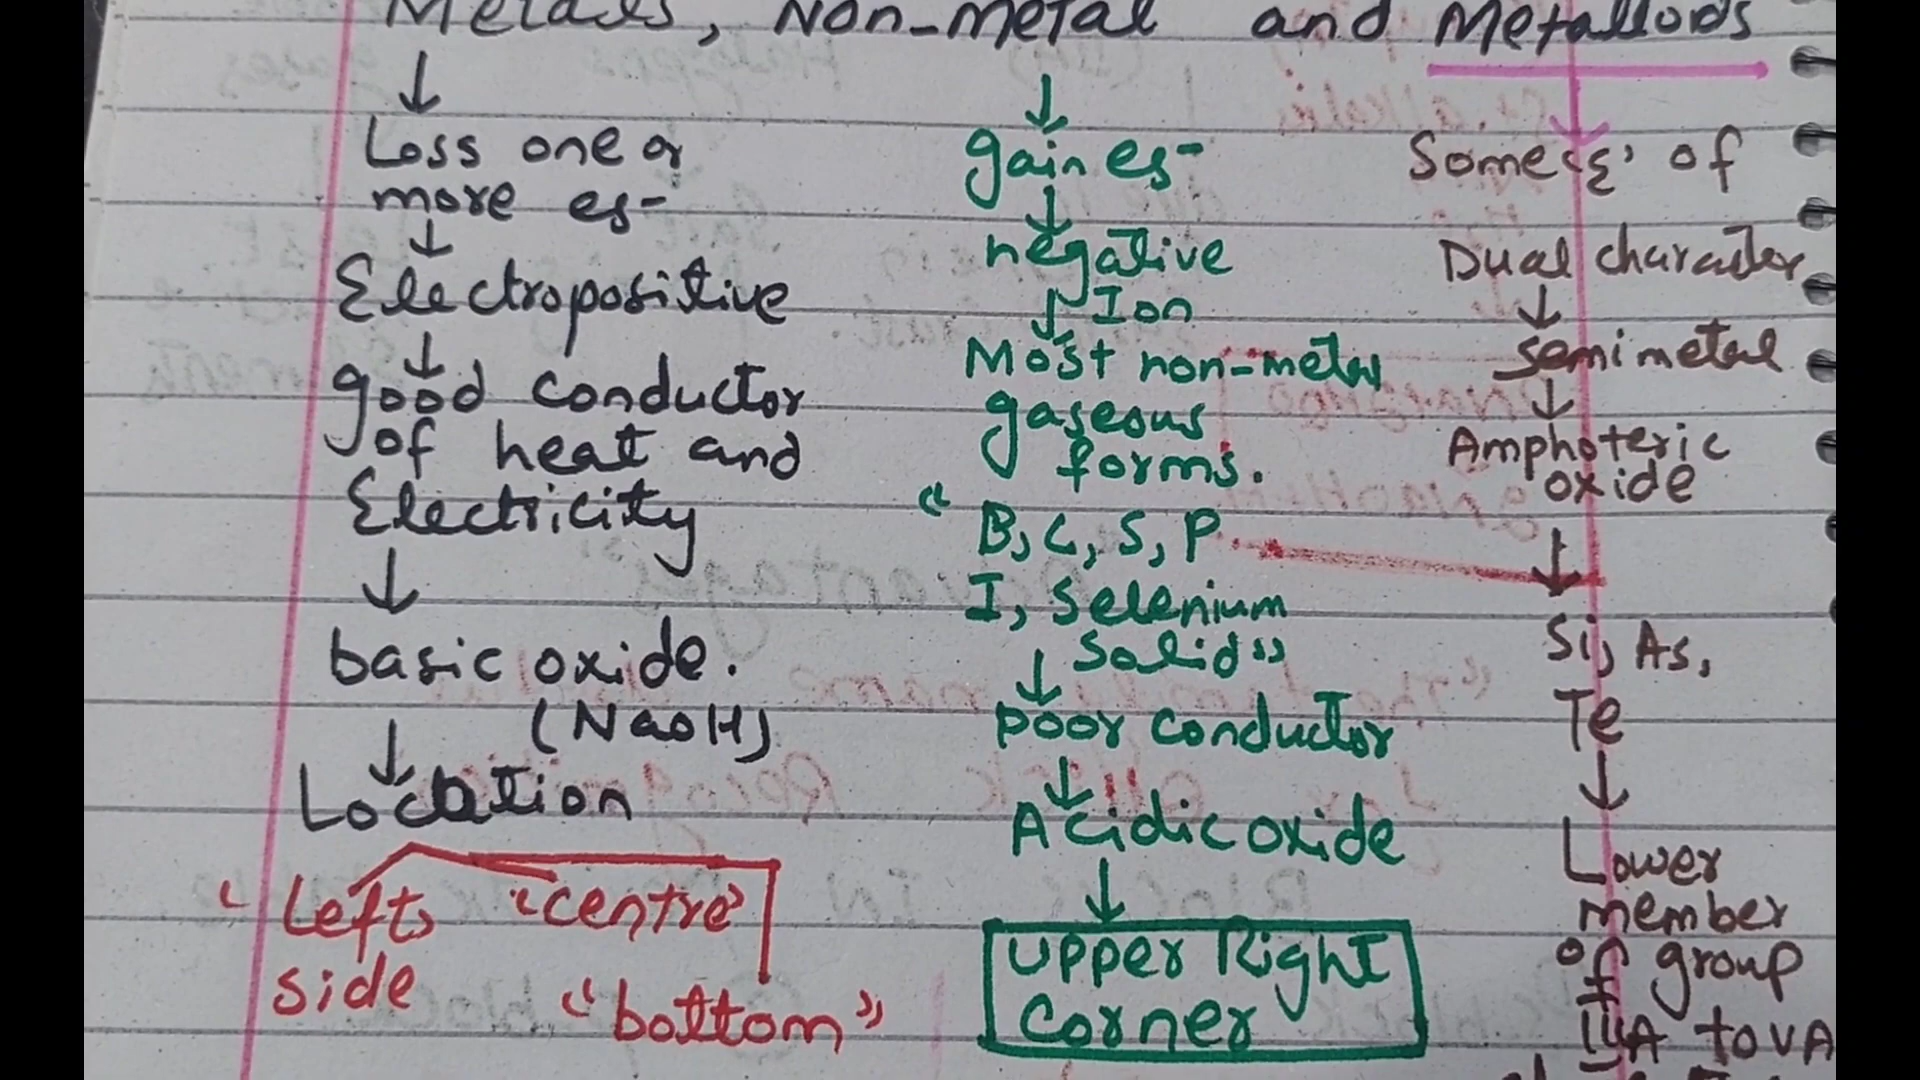 Metals, Non-metal and Metalloids
↓
Loss one or
more es-
↓
Electropositive
↓
good conductor
of heat and
Electricity
↓
basic oxide.
(NaOH)
↓
Location
"Left"
side
"centre"
"bottom"
↓
gain es-
↓
negative
Ion
↓
Most non-metal
gaseous
forms.
" B, C, S, P
I, Selenium
Solid"
↓
poor conductor
↓
Acidic oxide
↓
Upper Right
Corner
↓
Some of
Dual character
↓
semimetal
↓
Amphoteric
oxide
↓
Si, As,
Te
↓
Lower
member
of group
to VA